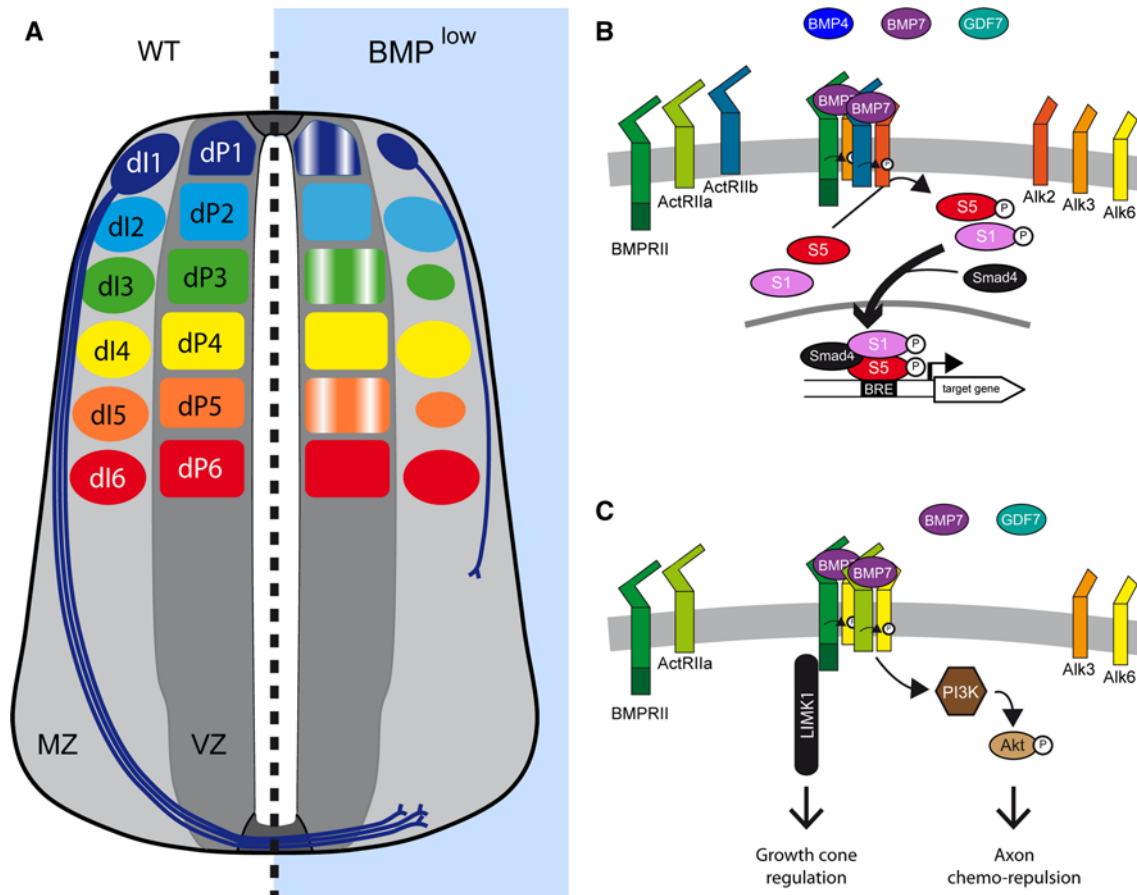 A
WT
BMP low
dI1
dP1
dI2
dP2
dI3
dP3
dI4
dP4
dI5
dP5
dI6
dP6
MZ
VZ
B
BMP4
BMP7
GDF7
BMP7
BMP7
BMPRII
ActRIIa
ActRIIb
P
P
Alk2
Alk3
Alk6
S5
P
S1
P
S5
S1
Smad4
Smad4
S1
P
S5
P
BRE
target gene
C
BMP7
GDF7
BMP7
BMP7
BMPRII
ActRIIa
P
P
Alk3
Alk6
LIMK1
PI3K
Akt
P
Growth cone
regulation
Axon
chemo-repulsion